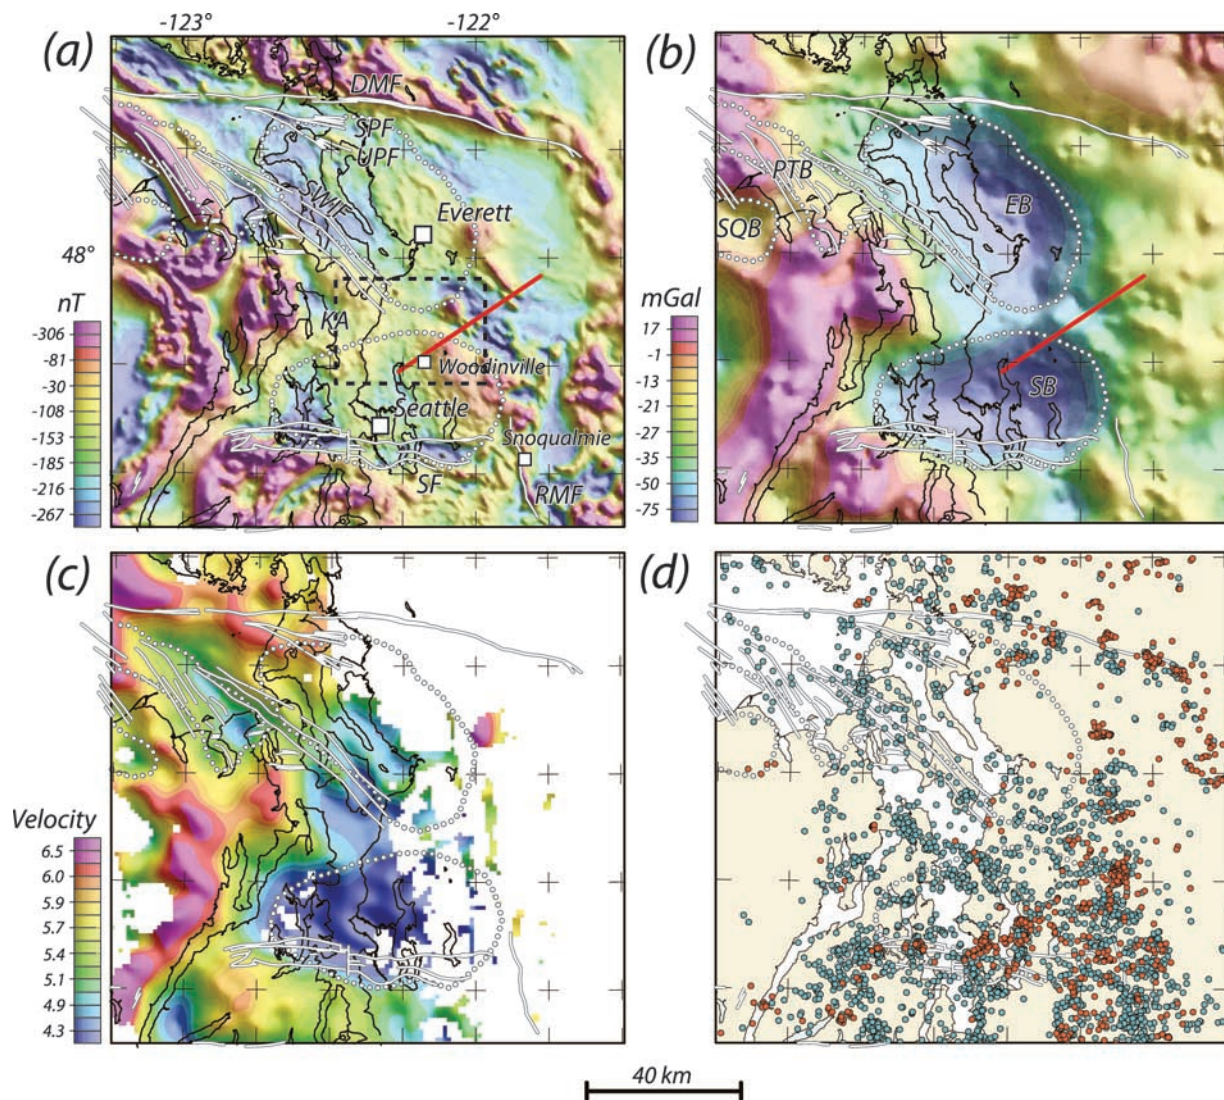 -123° -122°
(a)
DMF
SPF
UPF
SWIF
Everett
48°
nT
-306
-81
-30
-108
-153
-185
-216
-267
KA
Woodinville
Seattle
Snoqualmie
SF
RMF
(b)
PTB
EB
SQB
mGal
17
-1
-13
-21
-27
-35
-50
-75
SB
(c)
Velocity
6.5
6.0
5.9
5.7
5.4
5.1
4.9
4.3
(d)
40 km